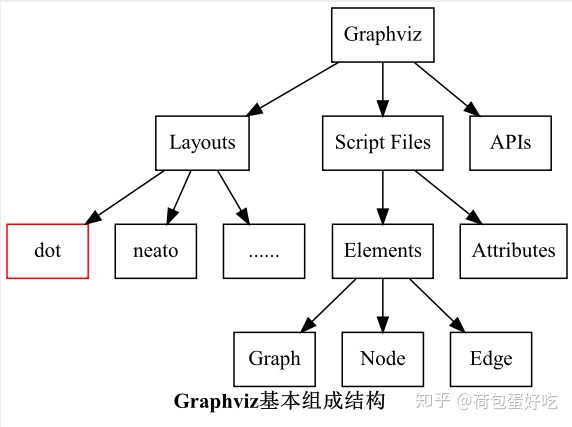 Graphviz
Layouts
Script Files
APIs
dot
neato
......
Elements
Attributes
Graph
Node
Edge
Graphviz基本组成结构
知乎 @荷包蛋好吃